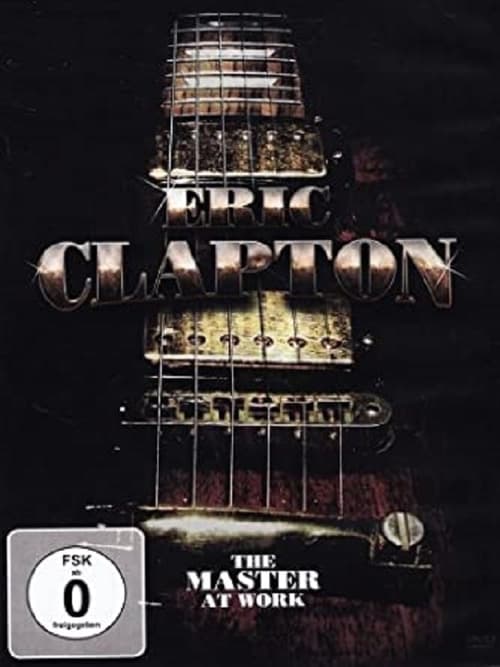 ERIC
CLAPTON
THE
MASTER
AT WORK
FSK
ab
0
freigegeben